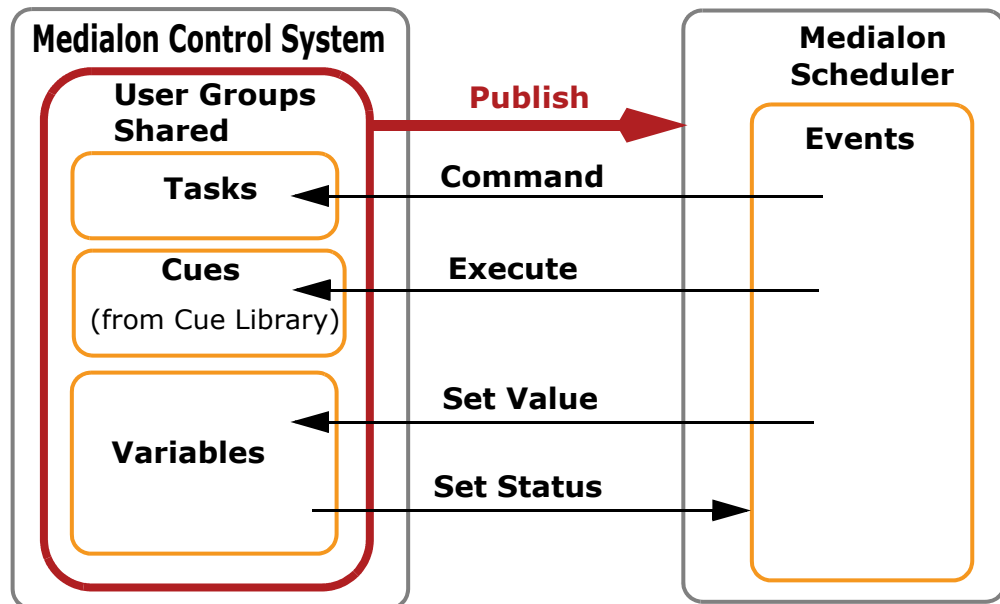 Medialon Control System
User Groups
Shared
Tasks
Cues
(from Cue Library)
Variables
Publish
Command
Execute
Set Value
Set Status
Medialon
Scheduler
Events